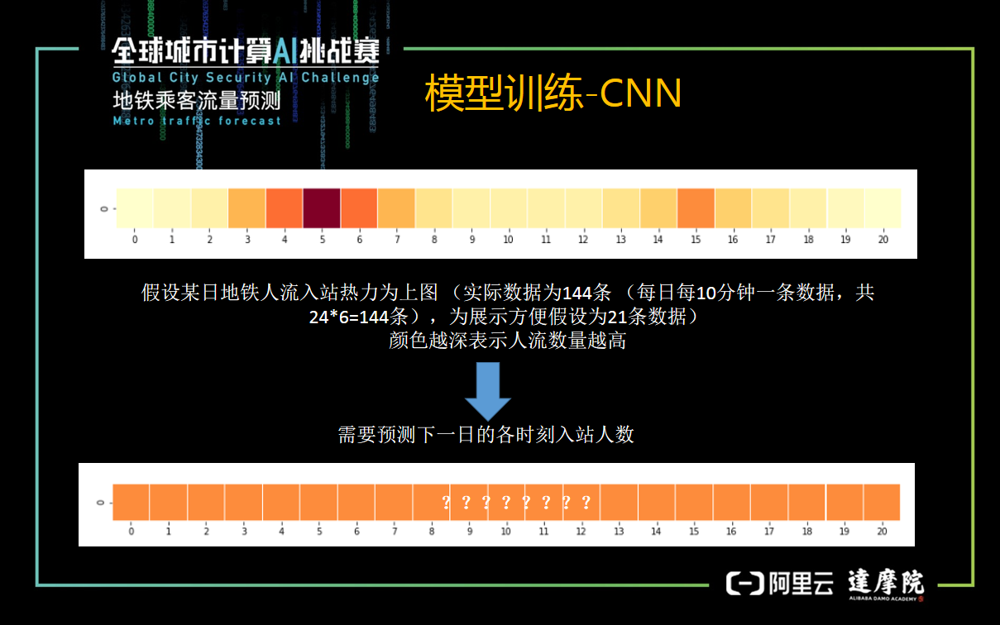 全球城市计算AI挑战赛
Global City Security AI Challenge
地铁乘客流量预测
Metro traffic forecast
模型训练-CNN
0
0 1 2 3 4 5 6 7 8 9 10 11 12 13 14 15 16 17 18 19 20
假设某日地铁人流入站热力为上图 （实际数据为144条 （每日每10分钟一条数据，共
24*6=144条），为展示方便假设为21条数据）
颜色越深表示人流数量越高
需要预测下一日的各时刻入站人数
0
? ? ? ? ? ? ? ?
0 1 2 3 4 5 6 7 8 9 10 11 12 13 14 15 16 17 18 19 20
阿里云
達摩院
ALIBABA DAMO ACADEMY